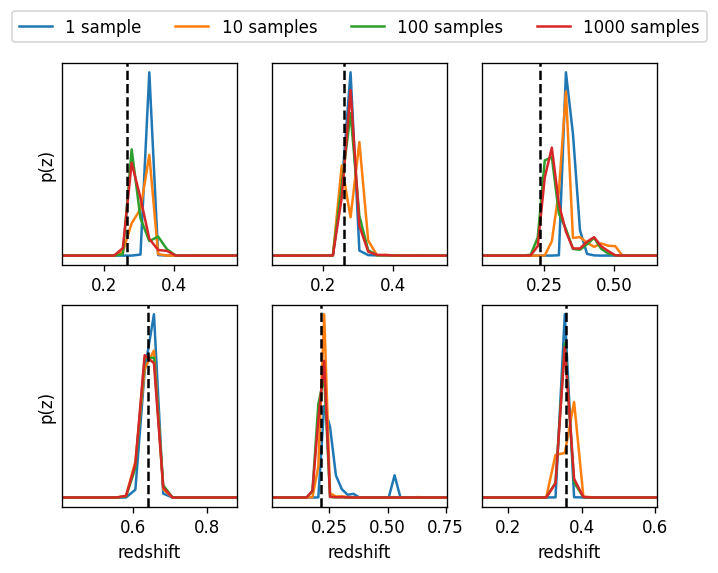 1 sample 10 samples 100 samples 1000 samples
p(z)
0.2 0.4 0.2 0.4 0.25 0.50
p(z)
0.6 0.8 0.25 0.50 0.75 0.2 0.4 0.6
redshift redshift redshift